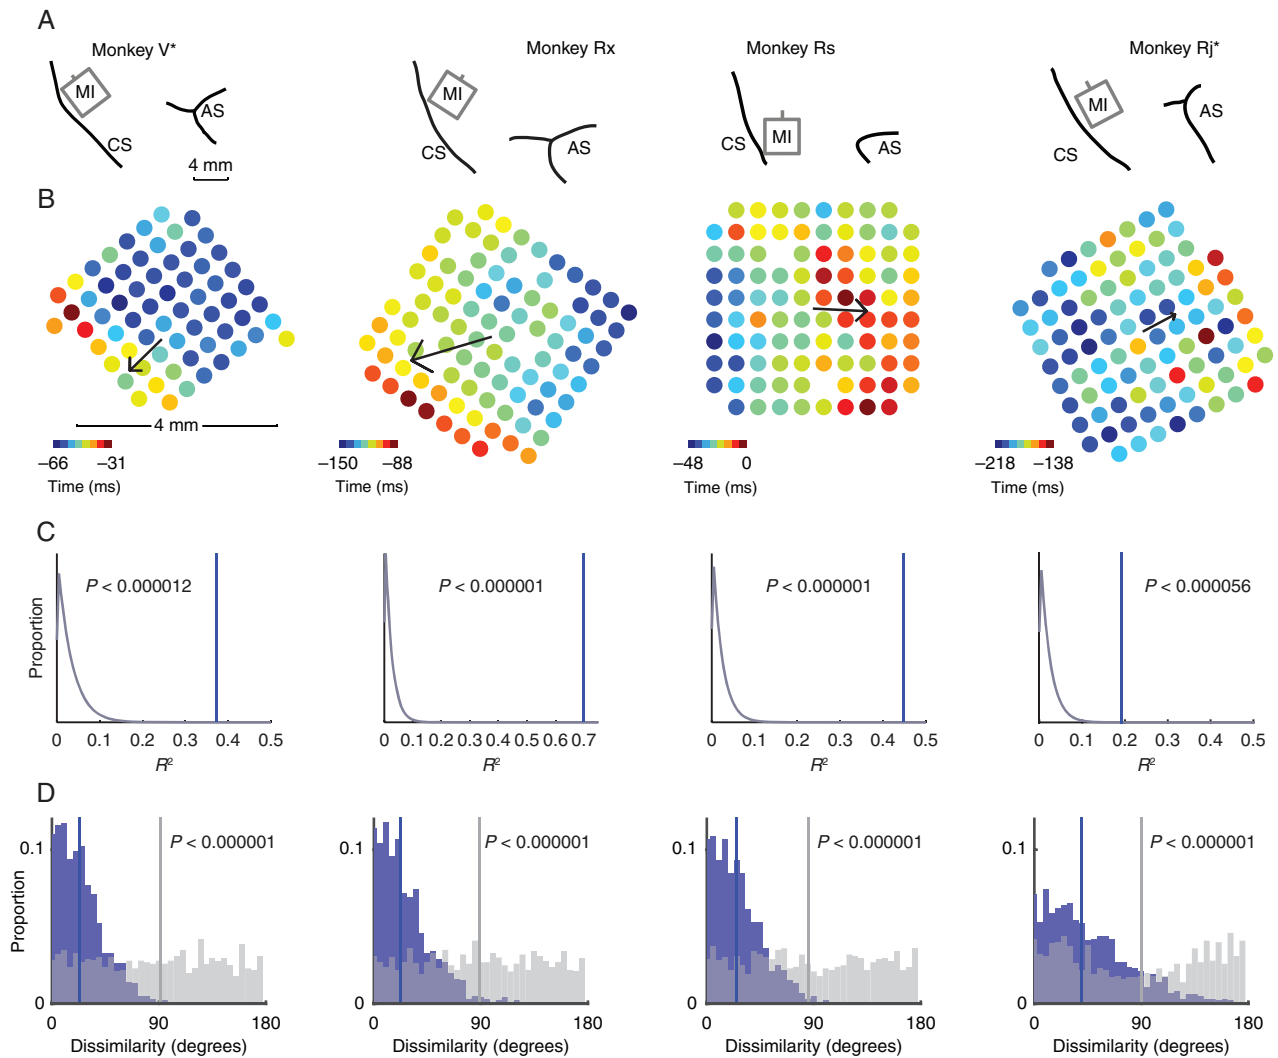 A
Monkey V*
Monkey Rx
Monkey Rs
Monkey Rj*
MI
AS
CS
4 mm
MI
CS
AS
MI
CS
AS
MI
CS
AS
B
4 mm
−66 −31
Time (ms)
−150 −88
Time (ms)
−48 0
Time (ms)
−218 −138
Time (ms)
C
Proportion
P < 0.000012
0 0.1 0.2 0.3 0.4 0.5
R²
P < 0.000001
0 0.1 0.2 0.3 0.4 0.5 0.6 0.7
R²
P < 0.000001
0 0.1 0.2 0.3 0.4 0.5
R²
P < 0.000056
0 0.1 0.2 0.3 0.4 0.5
R²
D
Proportion
0.1
0
P < 0.000001
0 90 180
Dissimilarity (degrees)
0.1
0
P < 0.000001
0 90 180
Dissimilarity (degrees)
0.1
0
P < 0.000001
0 90 180
Dissimilarity (degrees)
0.1
0
P < 0.000001
0 90 180
Dissimilarity (degrees)